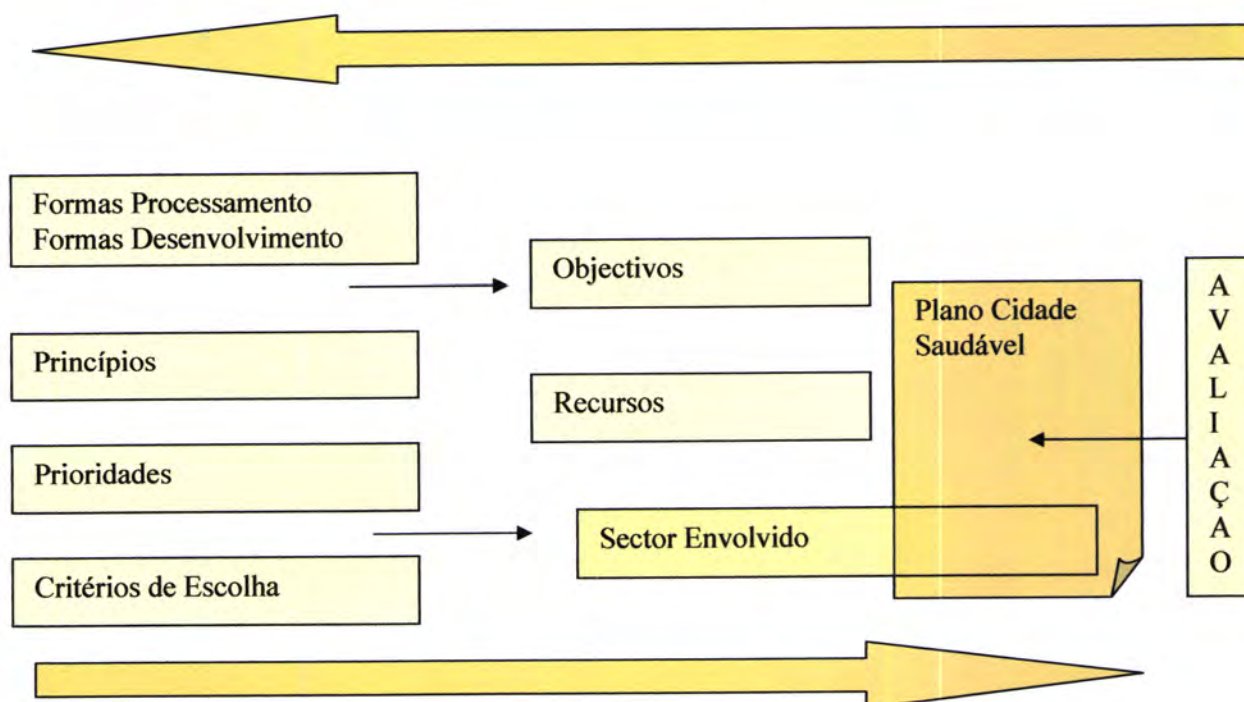 Formas Processamento
Formas Desenvolvimento
Princípios
Prioridades
Critérios de Escolha
Objectivos
Recursos
Sector Envolvido
Plano Cidade
Saudável
A
V
A
L
I
A
Ç
A
O